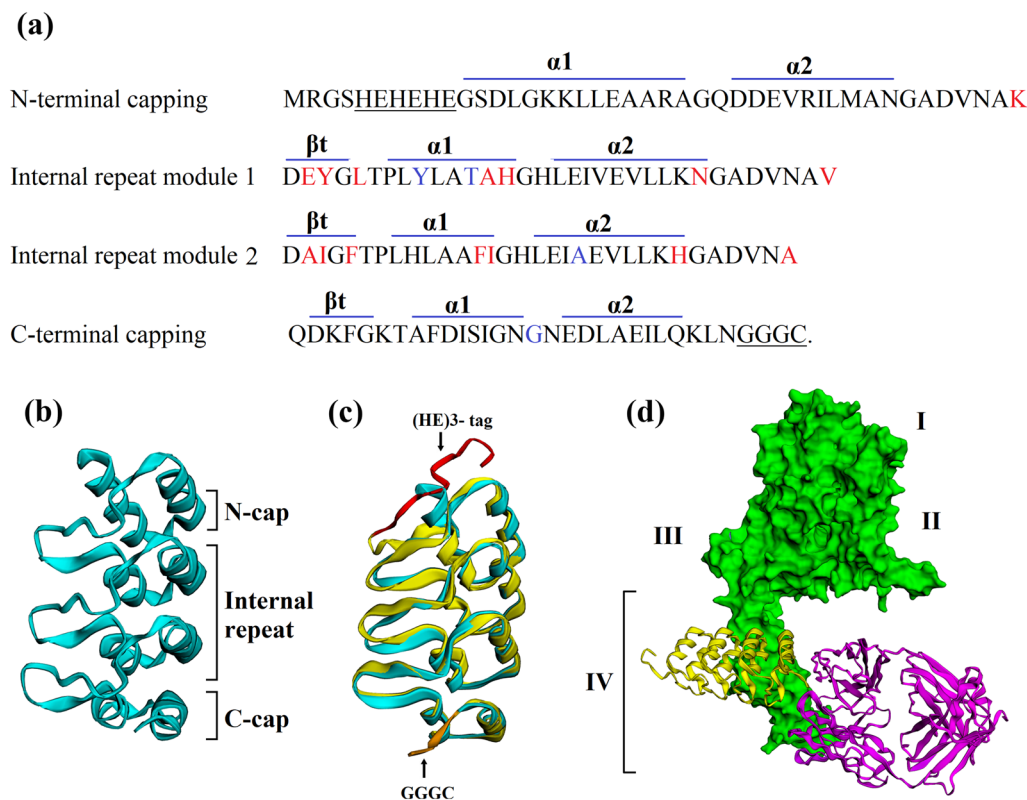 (a)
α1 α2
N-terminal capping MRGSHEHEHEGSDLGKKLLEAARAGQDDEVRILMANGADVNAK
βt α1 α2
Internal repeat module 1 DEYGLTPLYLATAHGHLEIVEVLLKNGADVNAV
βt α1 α2
Internal repeat module 2 DAIGFTPLHLAAFIGHLEIAEVLLKHGADVNA
βt α1 α2
C-terminal capping QDKFGKTAFDISIGNGNEDLAEILQKLNGGGC.
(b) (c) (d)
(HE)3- tag
N-cap
Internal
repeat
C-cap
GGGC
I
II
III
IV